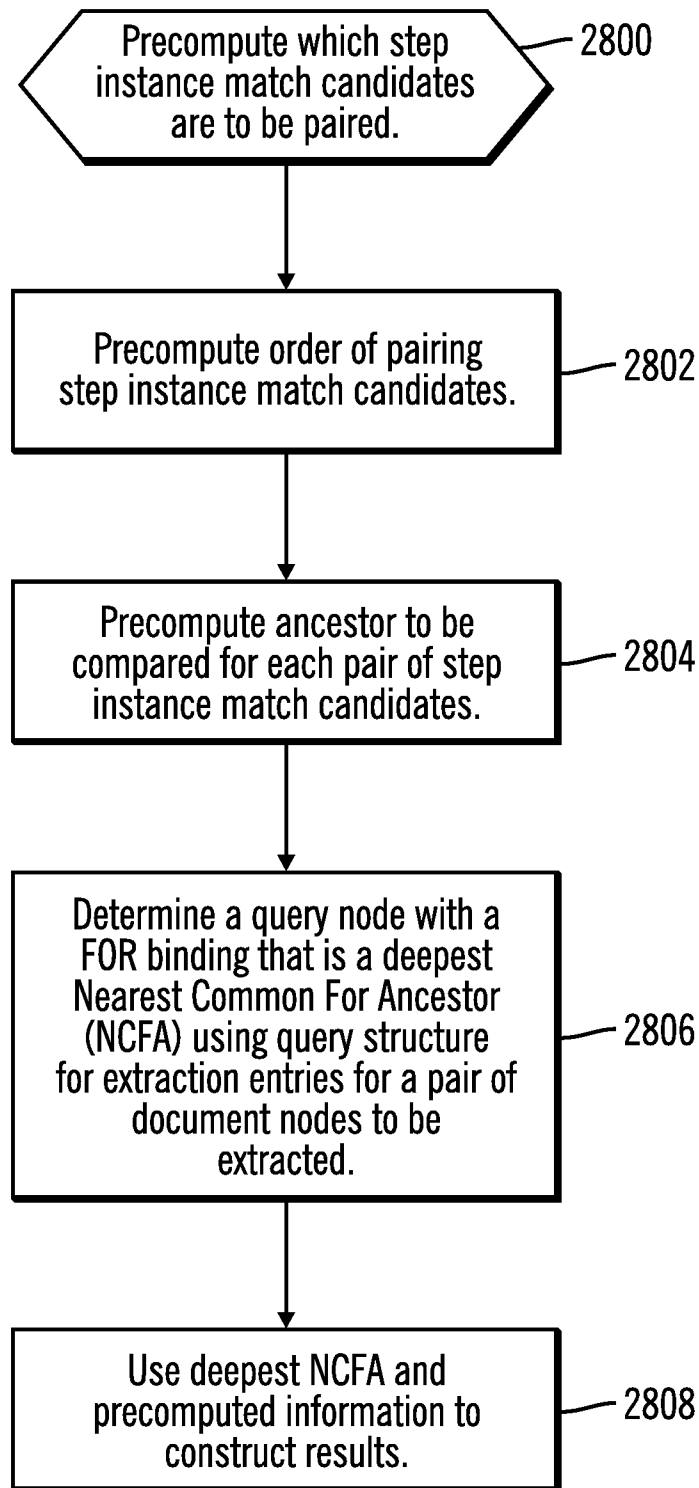 Precompute which step
instance match candidates
are to be paired.
2800
Precompute order of pairing
step instance match candidates.
2802
Precompute ancestor to be
compared for each pair of step
instance match candidates.
2804
Determine a query node with a
FOR binding that is a deepest
Nearest Common For Ancestor
(NCFA) using query structure
for extraction entries for a pair of
document nodes to be
extracted.
2806
Use deepest NCFA and
precomputed information to
construct results.
2808